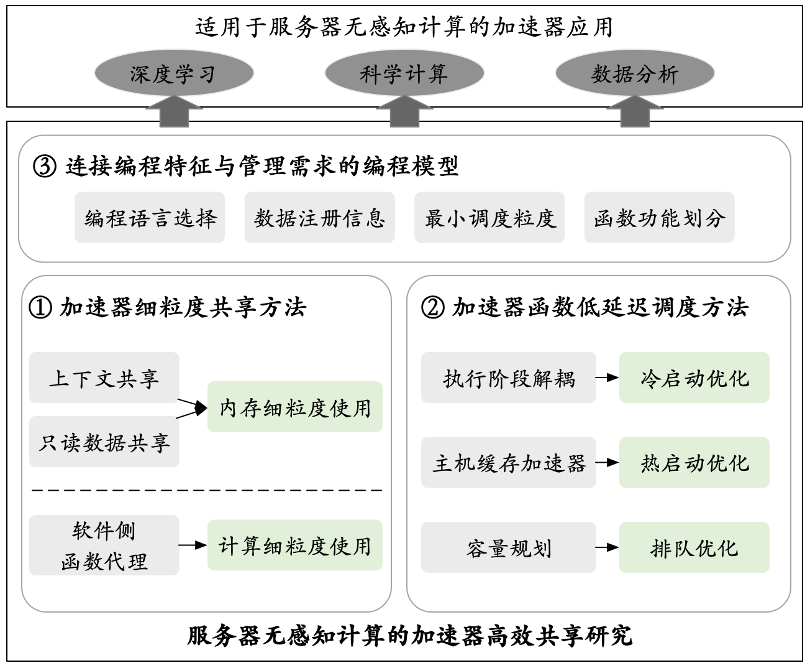 适用于服务器无感知计算的加速器应用
深度学习
科学计算
数据分析
③ 连接编程特征与管理需求的编程模型
编程语言选择
数据注册信息
最小调度粒度
函数功能划分
① 加速器细粒度共享方法
上下文共享
只读数据共享
内存细粒度使用
软件侧
函数代理
计算细粒度使用
② 加速器函数低延迟调度方法
执行阶段解耦
冷启动优化
主机缓存加速器
热启动优化
容量规划
排队优化
服务器无感知计算的加速器高效共享研究